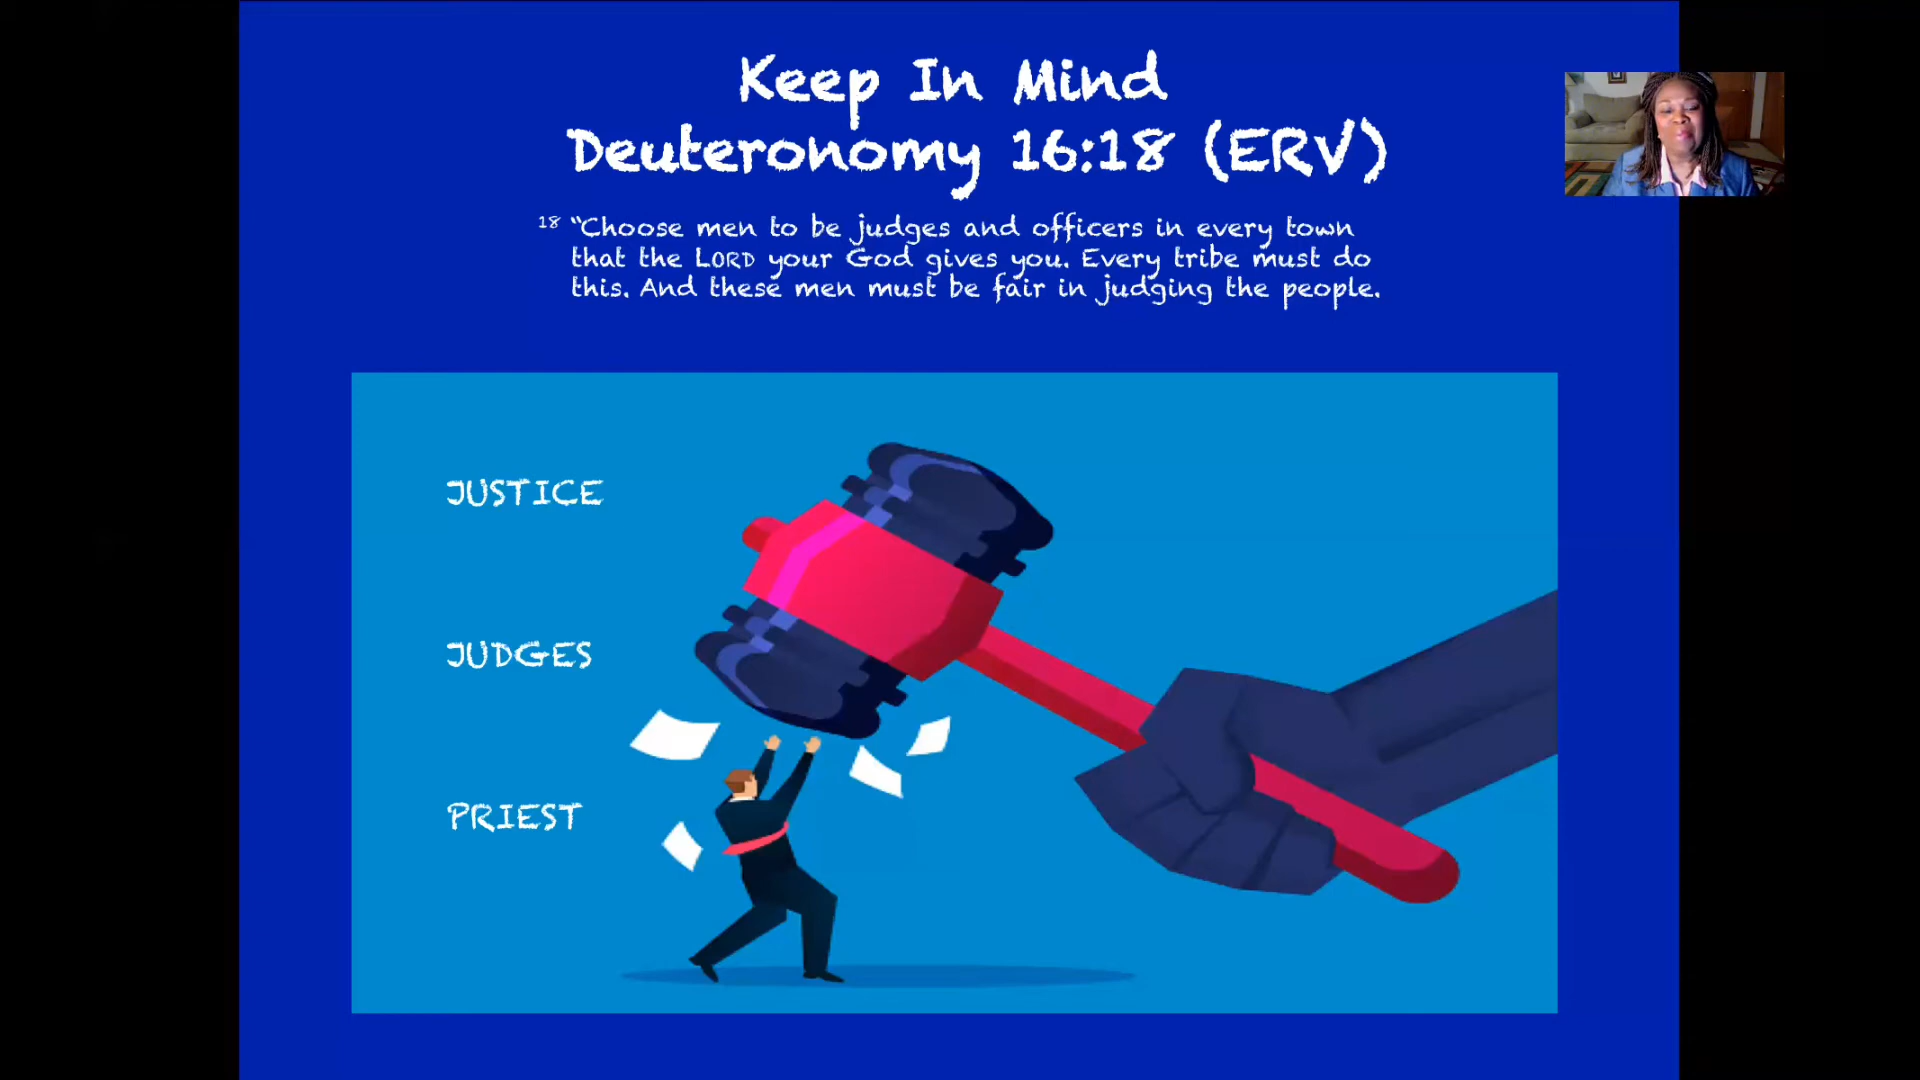 Keep In Mind
Deuteronomy 16:18 (ERV)
18 “Choose men to be judges and officers in every town
that the LORD your God gives you. Every tribe must do
this. And these men must be fair in judging the people.
JUSTICE
JUDGES
PRIEST